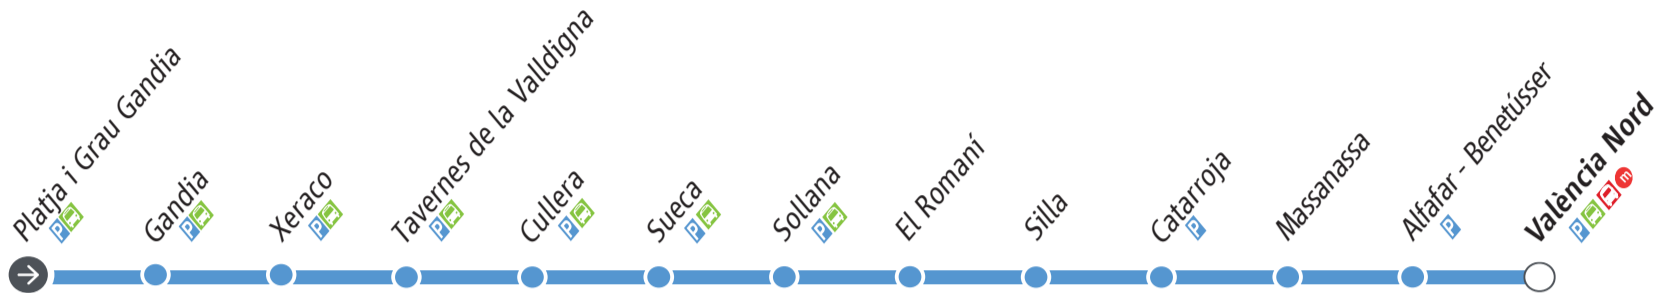 Platja i Grau Gandia
P
Gandia
P
Xeraco
P
Tavernes de la Valldigna
P
Cullera
P
Sueca
P
Sollana
P
El Romaní
Silla
Catarroja
P
Massanassa
Alfafar - Benetússer
P
València Nord
P
m